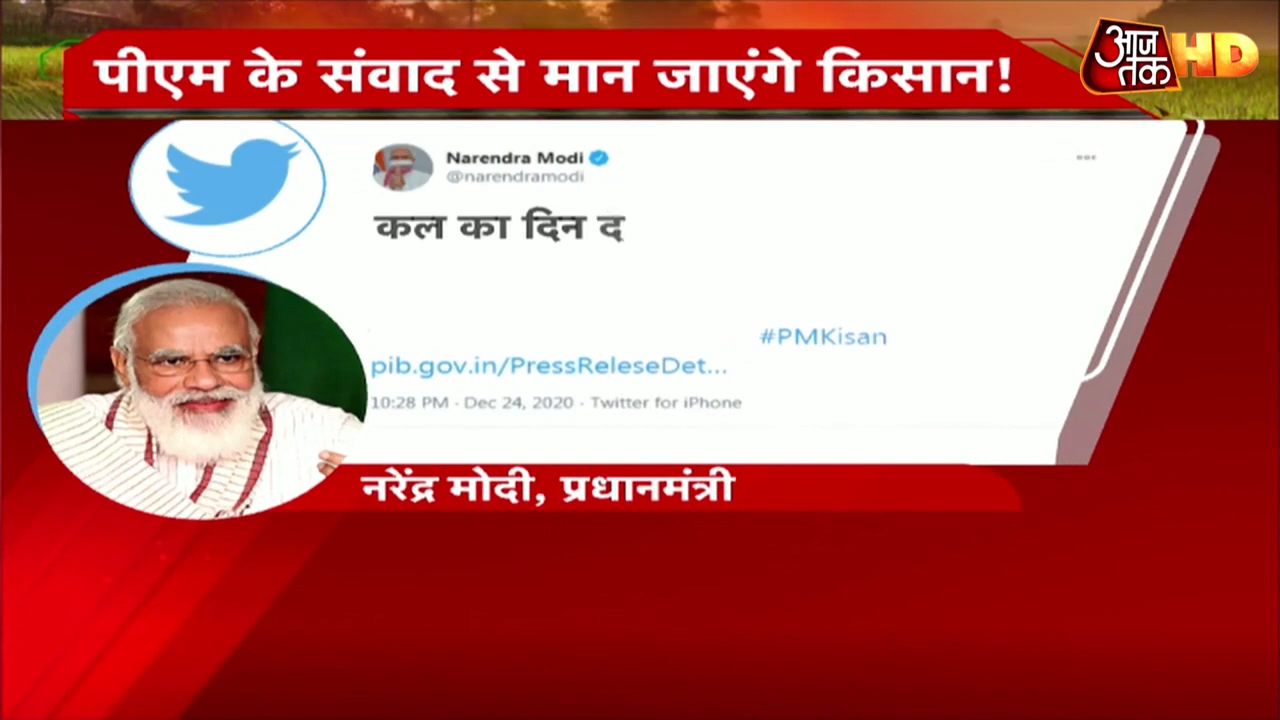 पीएम के संवाद से मान जाएंगे किसान!
आज तक HD
Narendra Modi
@narendramodi
कल का दिन द
#PMKisan
pib.gov.in/PressReleseDet...
10:28 PM · Dec 24, 2020 · Twitter for iPhone
नरेंद्र मोदी, प्रधानमंत्री